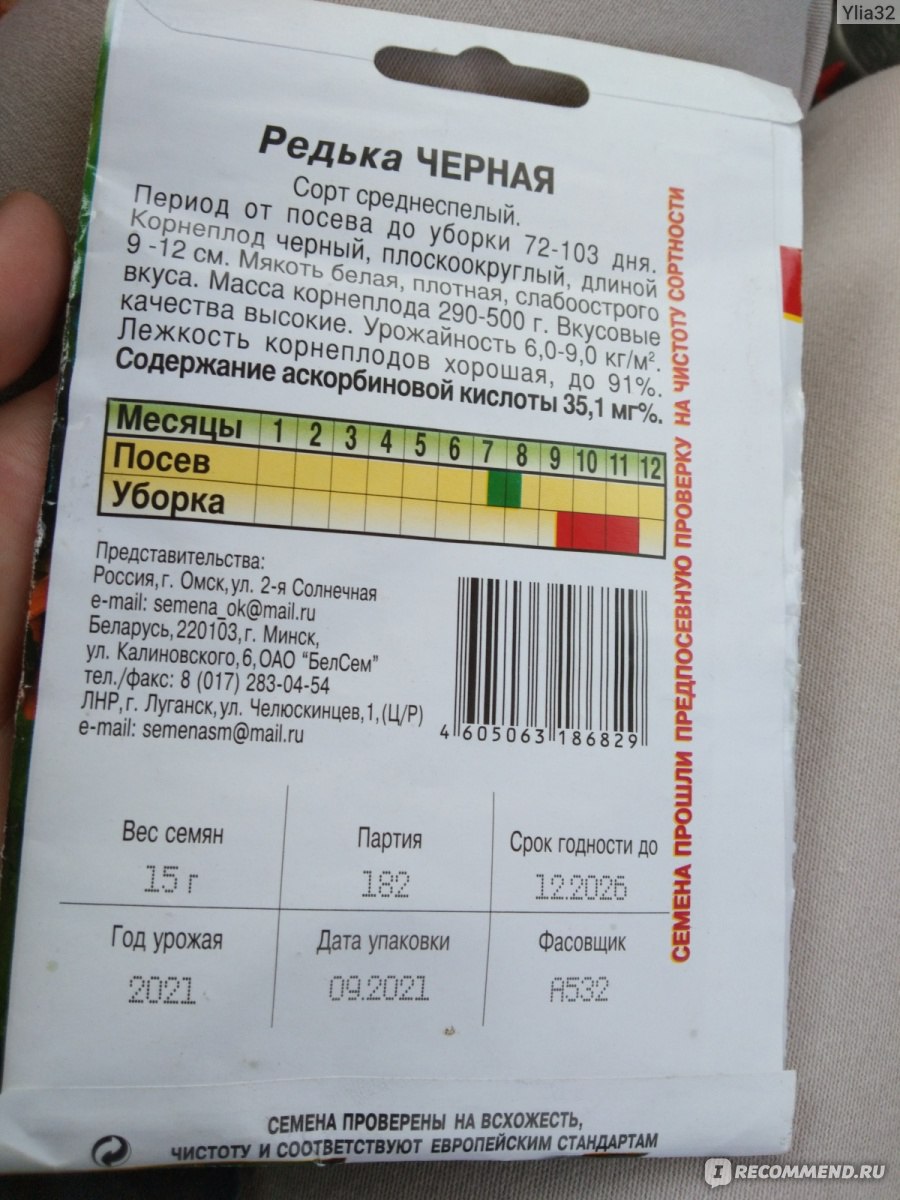 Ylia32
Редька ЧЕРНАЯ
Сорт среднеспелый.
Период от посева до уборки 72-103 дня.
Корнеплод черный, плоскоокруглый, длиной
9 -12 см. Мякоть белая, плотная, слабоострого
вкуса. Масса корнеплода 290-500 г. Вкусовые
качества высокие. Урожайность 6,0-9,0 кг/м².
Лежкость корнеплодов хорошая, до 91%.
Содержание аскорбиновой кислоты 35,1 мг%.
Месяцы 1 2 3 4 5 6 7 8 9 10 11 12
Посев
Уборка
Представительства:
Россия, г. Омск, ул. 2-я Солнечная
e-mail: semena_ok@mail.ru
Беларусь, 220103, г. Минск,
ул. Калиновского, 6, ОАО "БелСем"
тел./факс: 8 (017) 283-04-54
ЛНР, г. Луганск, ул. Челюскинцев, 1, (Ц/Р)
e-mail: semenasm@mail.ru
4 605063 186829
СЕМЕНА ПРОШЛИ ПРЕДПОСЕВНУЮ ПРОВЕРКУ НА ЧИСТОТУ СОРТНОСТИ
Вес семян Партия Срок годности до
15 г 182 12.2026
Год урожая Дата упаковки Фасовщик
2021 09.2021 А532
СЕМЕНА ПРОВЕРЕНЫ НА ВСХОЖЕСТЬ,
ЧИСТОТУ И СООТВЕТСТВУЮТ ЕВРОПЕЙСКИМ СТАНДАРТАМ
IRECOMMEND.RU